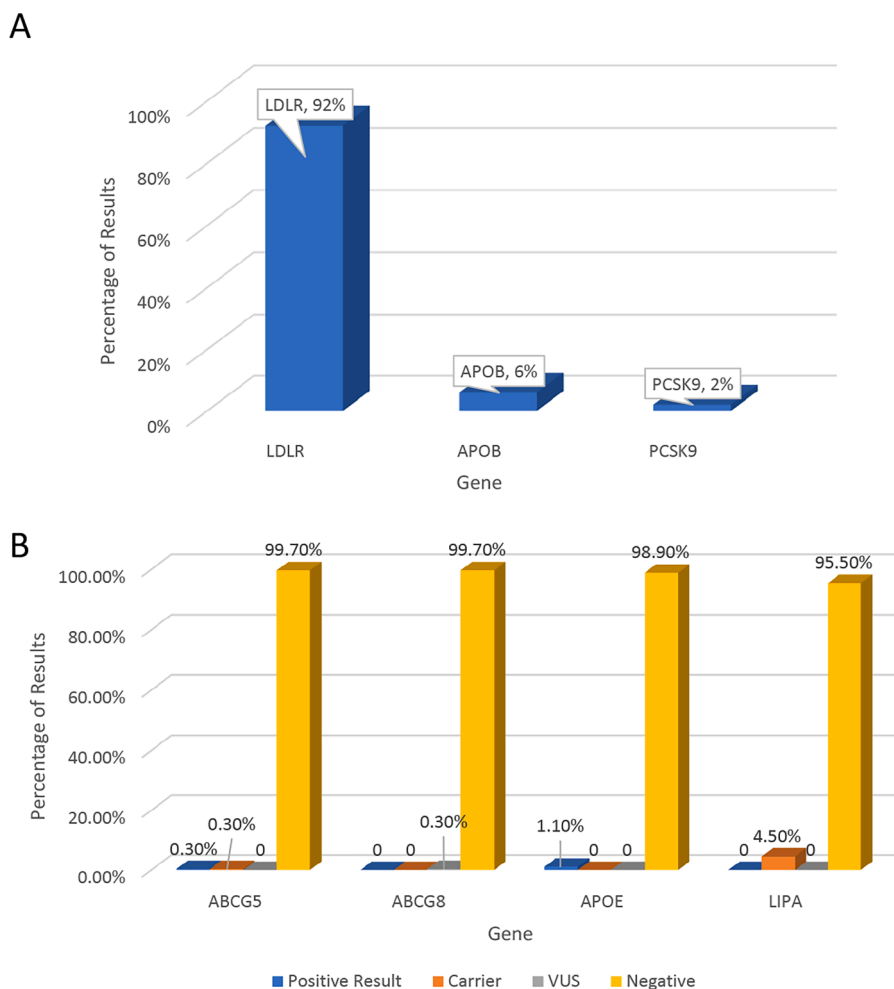 A
LDLR, 92%
100%
80%
60%
40%
20%
0%
Percentage of Results
APOB, 6%
PCSK9, 2%
LDLR APOB PCSK9
Gene
B
99.70% 99.70% 98.90% 95.50%
100.00%
80.00%
60.00%
40.00%
20.00%
0.00%
Percentage of Results
0.30% 0.30% 0 0 0 0.30% 1.10% 0 0 0 4.50% 0
ABCG5 ABCG8 APOE LIPA
Gene
Positive Result Carrier VUS Negative